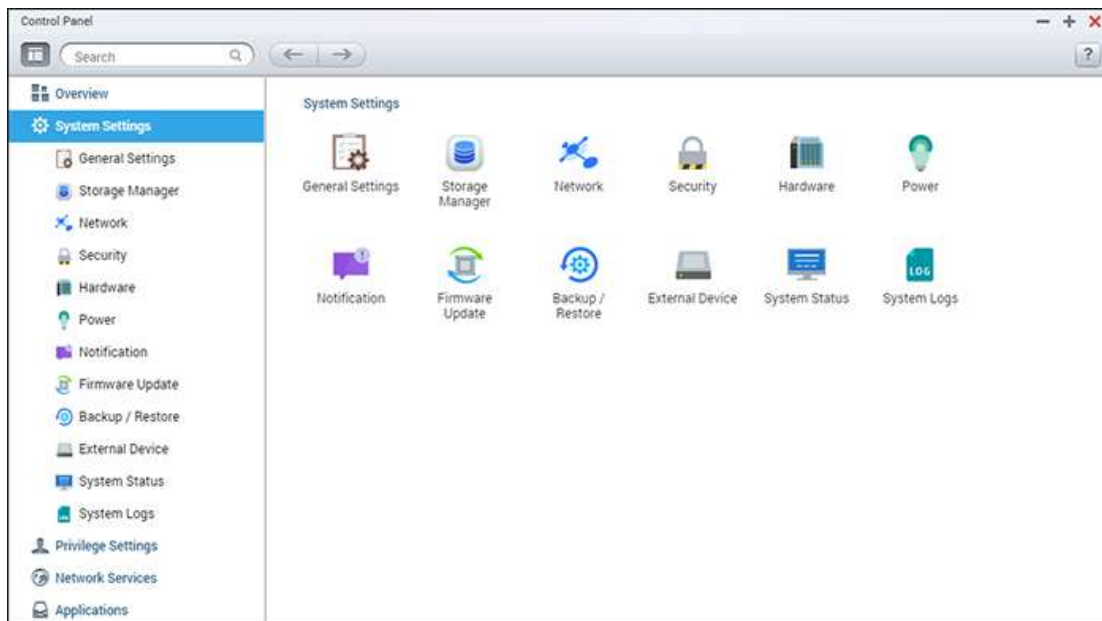 Control Panel
Search
?
Overview
System Settings
General Settings
Storage Manager
Network
Security
Hardware
Power
Notification
Firmware Update
Backup / Restore
External Device
System Status
System Logs
Privilege Settings
Network Services
Applications
System Settings
General Settings
Storage
Manager
Network
Security
Hardware
Power
Notification
Firmware
Update
Backup /
Restore
External Device
System Status
LOG
System Logs